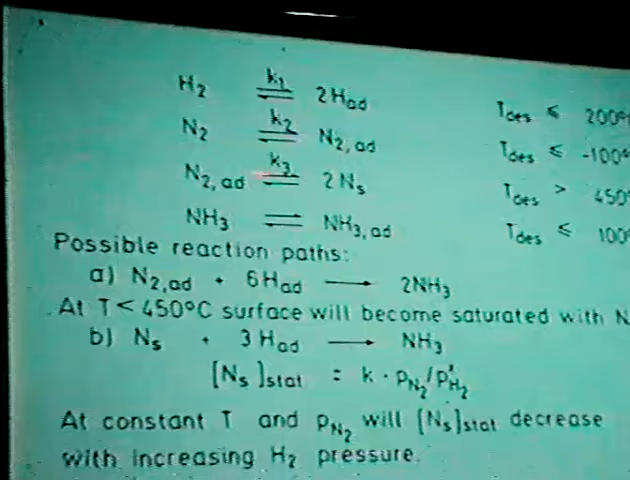 H₂ ⇌ k₁ 2Had Tdes ≤ 200°
N₂ ⇌ k₂ N₂,ad Tdes ≤ -100°
N₂,ad ⇌ k₃ 2Ns Tdes > 450°
NH₃ ⇌ NH₃,ad Tdes ≤ 100°
Possible reaction paths:
a) N₂,ad + 6Had → 2NH₃
At T < 450°C surface will become saturated with N
b) Ns + 3Had → NH₃
[Ns]stat = k · pN₂/pH₂
At constant T and pN₂ will [Ns]stat decrease
with increasing H₂ pressure.